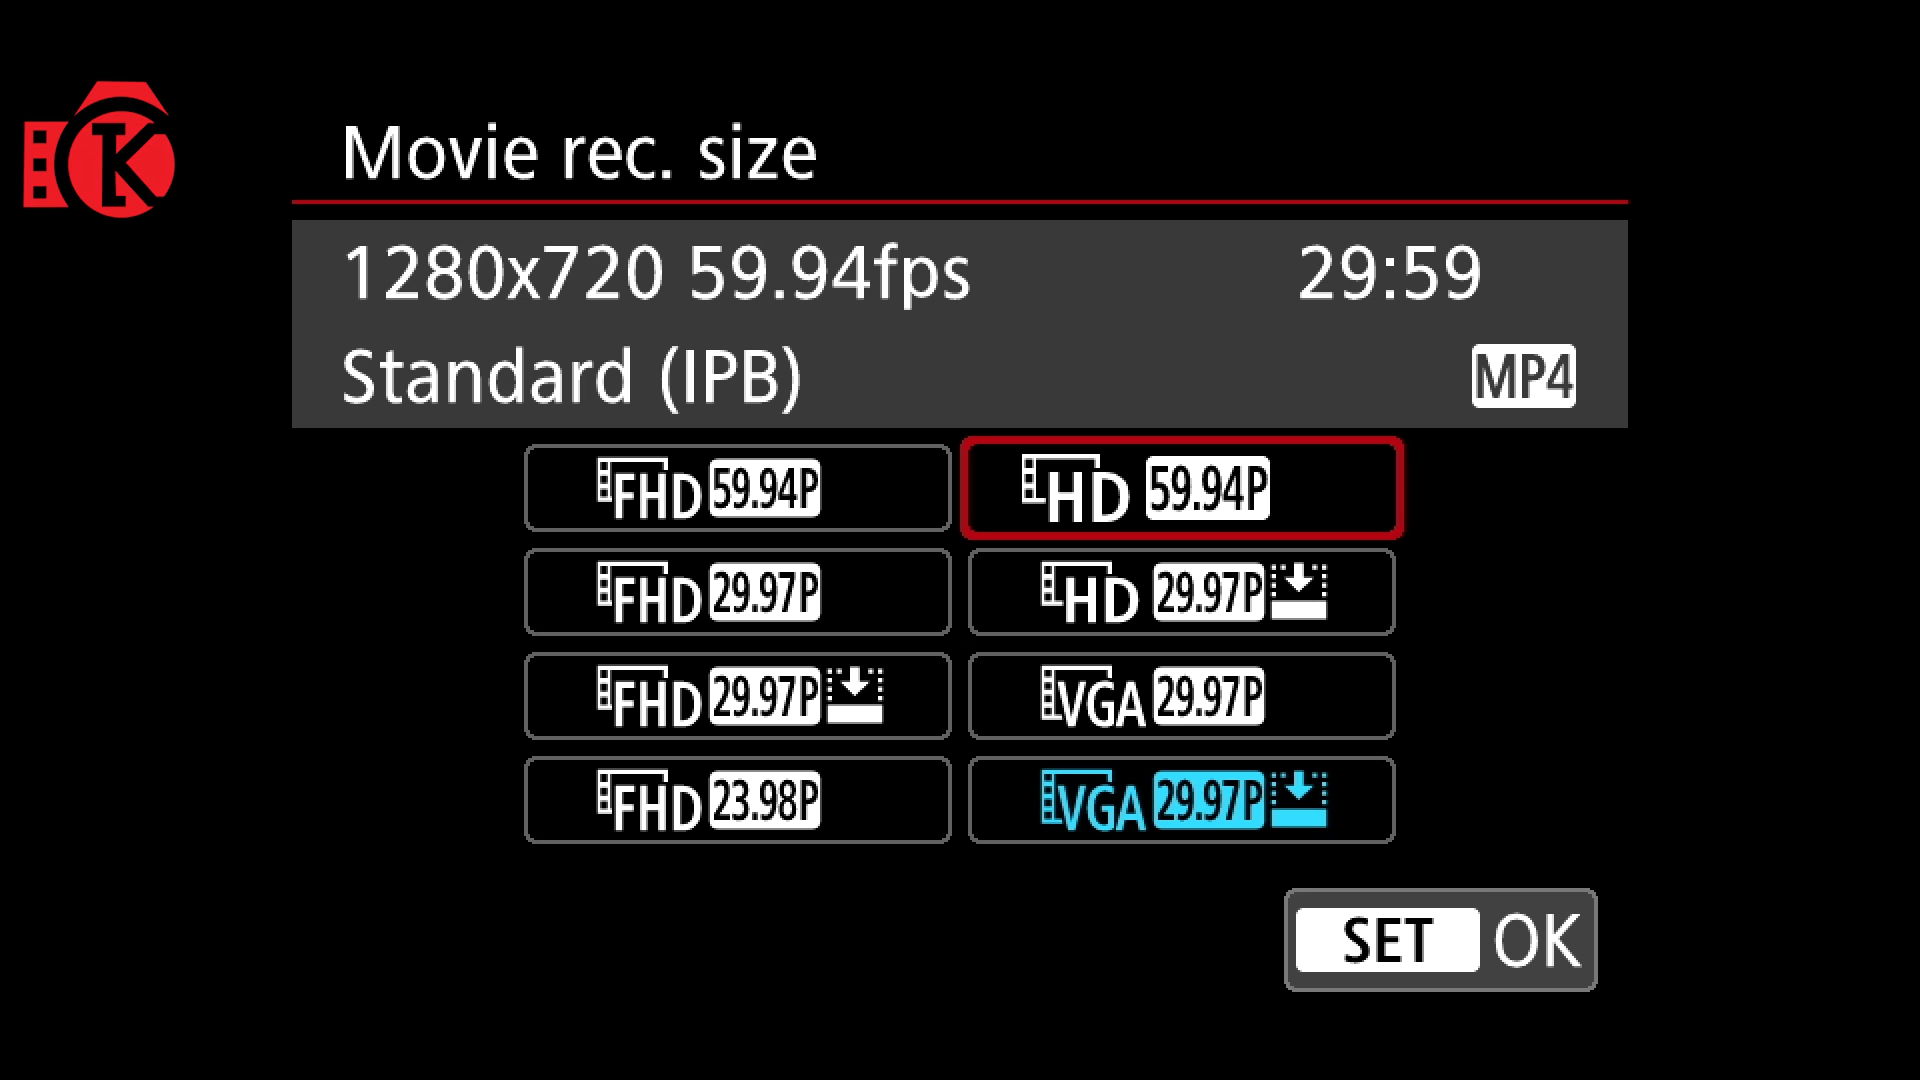 K
Movie rec. size
1280x720 59.94fps 29:59
Standard (IPB) MP4
FHD 59.94P HD 59.94P
FHD 29.97P HD 29.97P
FHD 29.97P VGA 29.97P
FHD 23.98P VGA 29.97P
SET OK